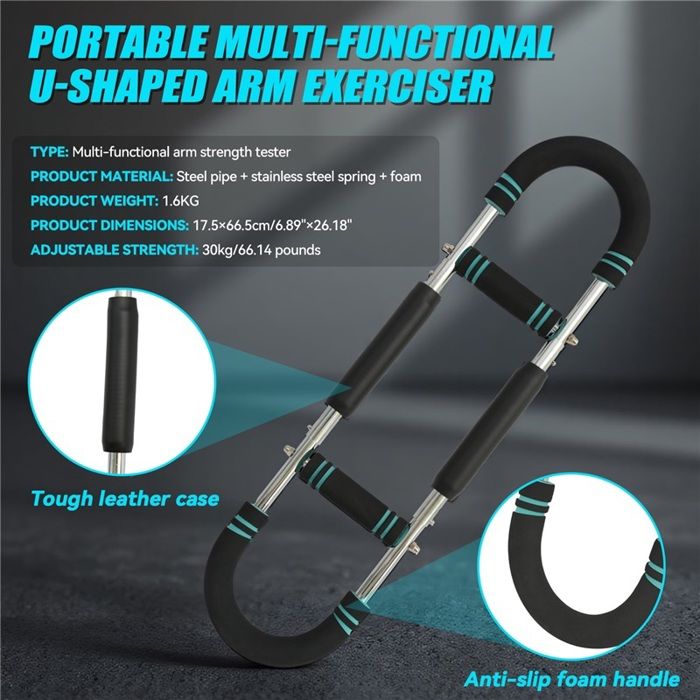 PORTABLE MULTI-FUNCTIONAL
U-SHAPED ARM EXERCISER
TYPE: Multi-functional arm strength tester
PRODUCT MATERIAL: Steel pipe + stainless steel spring + foam
PRODUCT WEIGHT: 1.6KG
PRODUCT DIMENSIONS: 17.5×66.5cm/6.89"×26.18"
ADJUSTABLE STRENGTH: 30kg/66.14 pounds
Tough leather case
Anti-slip foam handle